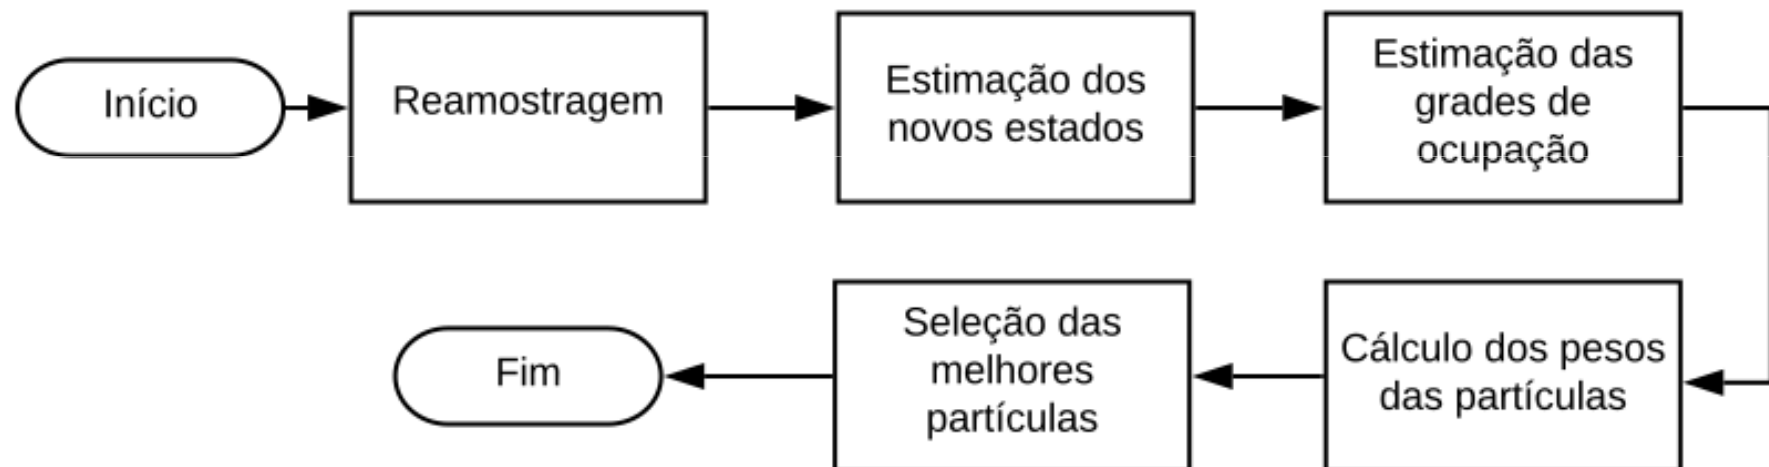 Início
Reamostragem
Estimação dos
novos estados
Estimação das
grades de
ocupação
Cálculo dos pesos
das partículas
Seleção das
melhores
partículas
Fim